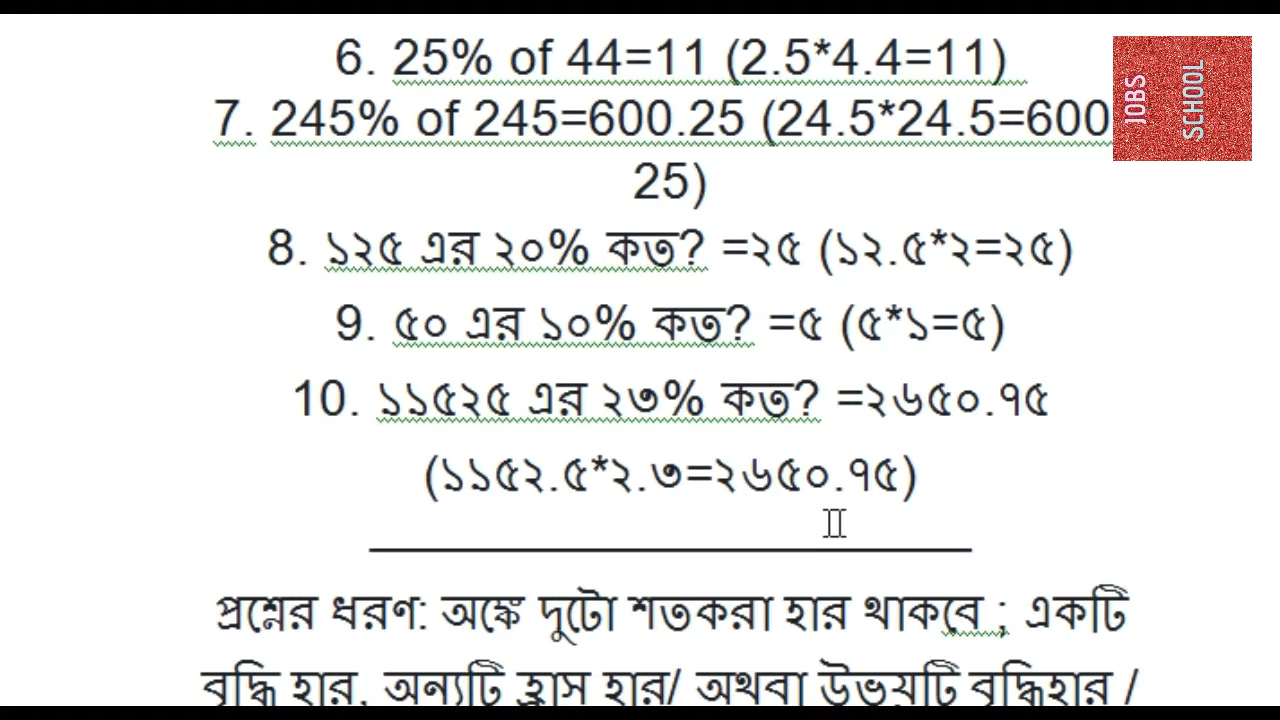 6. 25% of 44=11 (2.5*4.4=11)
7. 245% of 245=600.25 (24.5*24.5=600
25)
8. ১২৫ এর ২০% কত? =২৫ (১২.৫*২=২৫)
9. ৫০ এর ১০% কত? =৫ (৫*১=৫)
10. ১১৫২৫ এর ২৩% কত? =২৬৫০.৭৫
(১১৫২.৫*২.৩=২৬৫০.৭৫)
প্রশ্নের ধরণ: অঙ্কে দুটো শতকরা হার থাকবে ; একটি
বৃদ্ধি হার, অন্যটি হ্রাস হার/ অথবা উভয়টি বৃদ্ধিহার /
JOBS
SCHOOL